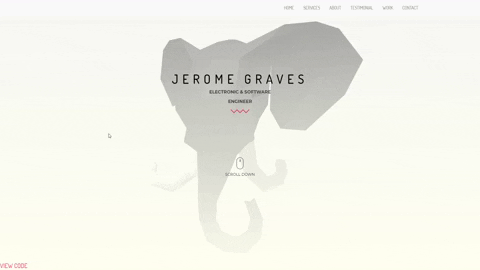 HOME SERVICES ABOUT TESTIMONIAL WORK CONTACT
JEROME GRAVES
ELECTRONIC & SOFTWARE
ENGINEER
SCROLL DOWN
VIEW CODE